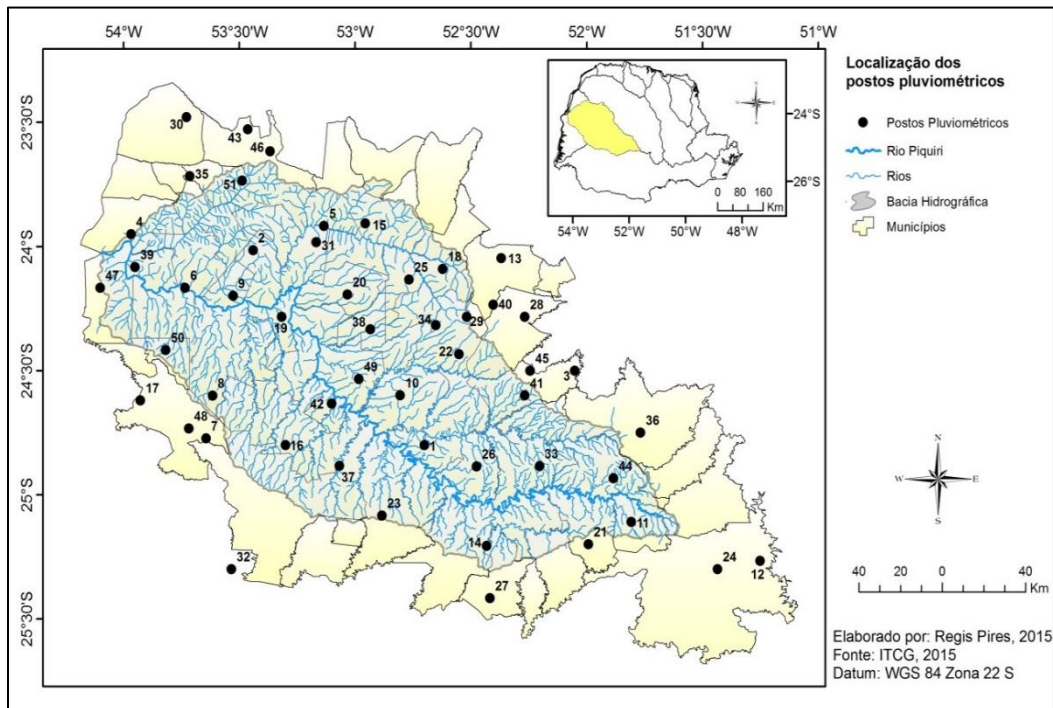 54°W 53°30'W 53°W 52°30'W 52°W 51°30'W 51°W
23°30'S
24°S
24°30'S
25°S
25°30'S
30
43
46
35
51
4
5
15
2
31
39
13
18
47
6
25
9
20
40
28
19
38
34
29
50
22
45
3
49
17
8
10
41
42
48
7
36
16
1
37
26
33
44
23
11
14
21
32
24
12
27
24°S
26°S
54°W 52°W 50°W 48°W
0 80 160
Km
Localização dos
postos pluviométricos
Postos Pluviométricos
Rio Piquiri
Rios
Bacia Hidrográfica
Municípios
N
W E
S
40 20 0 40
Km
Elaborado por: Regis Pires, 2015
Fonte: ITCG, 2015
Datum: WGS 84 Zona 22 S